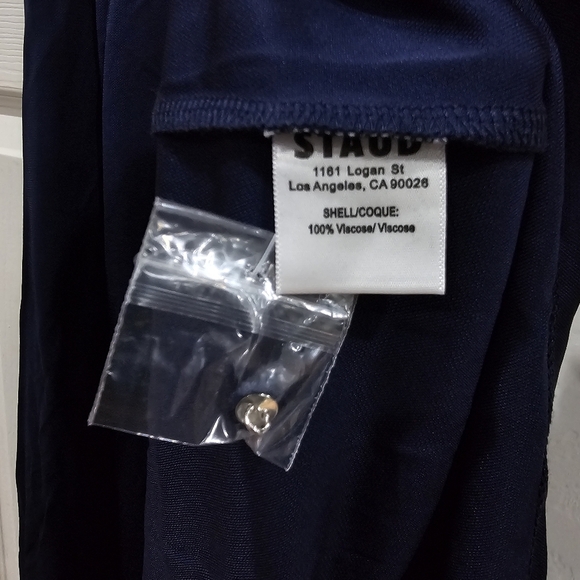 STAUD
1161 Logan St
Los Angeles, CA 90026
SHELL/COQUE:
100% Viscose/ Viscose